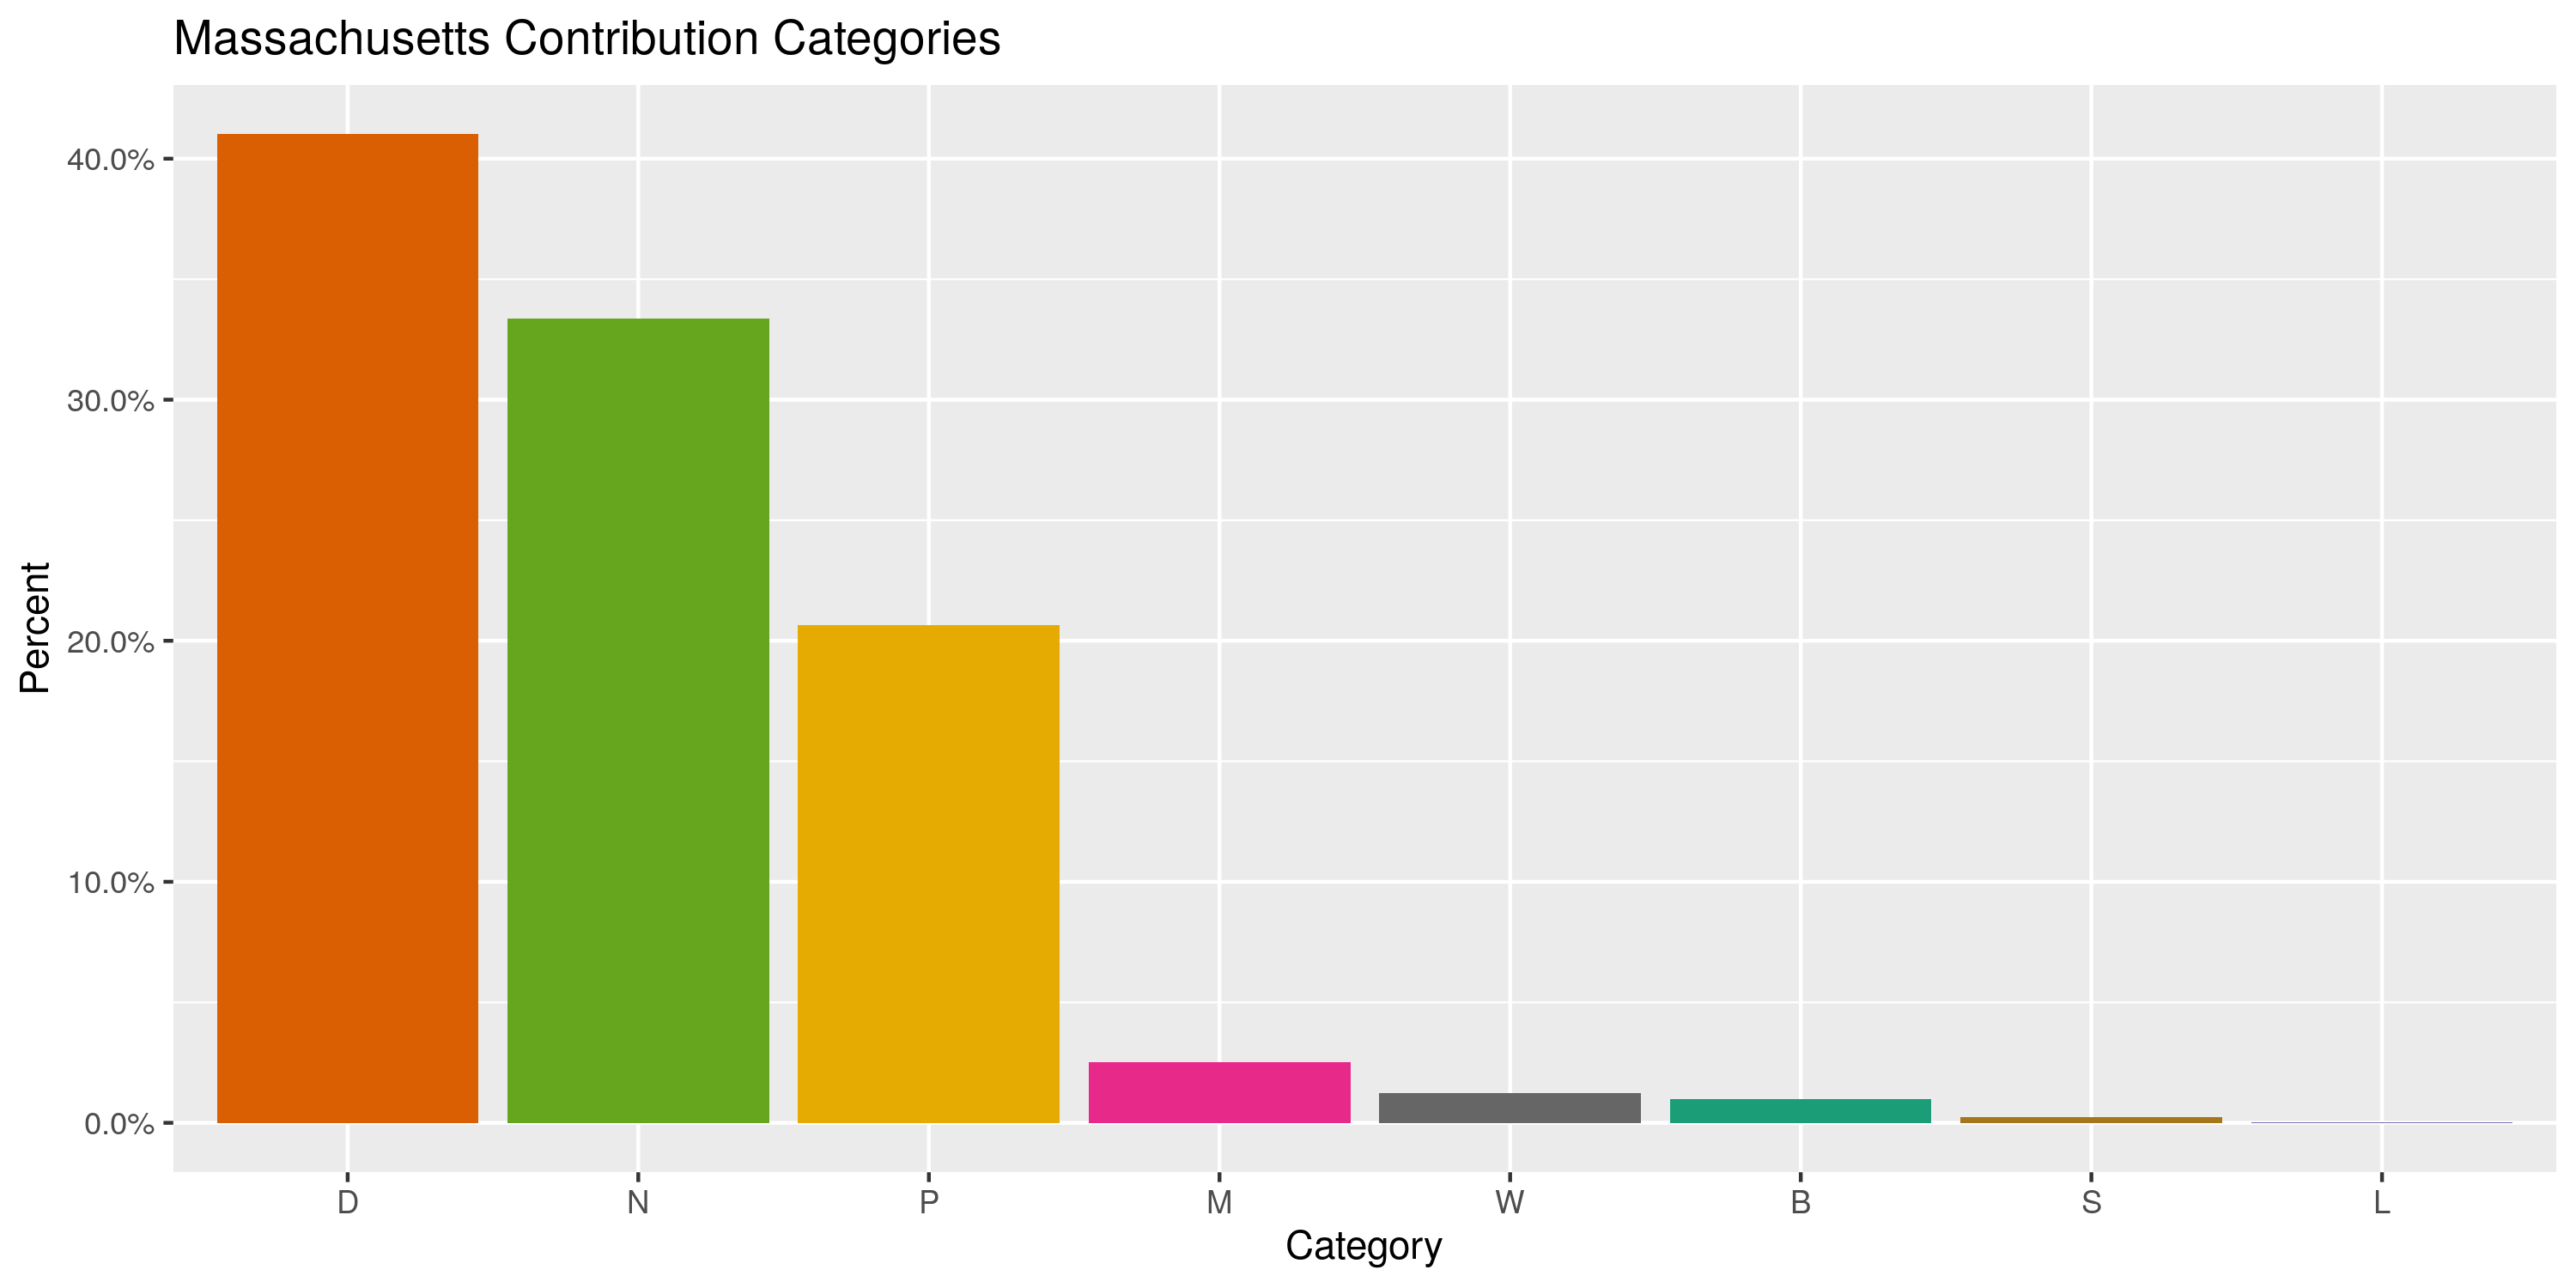 Massachusetts Contribution Categories
Percent
40.0%
30.0%
20.0%
10.0%
0.0%
D N P M W B S L
Category